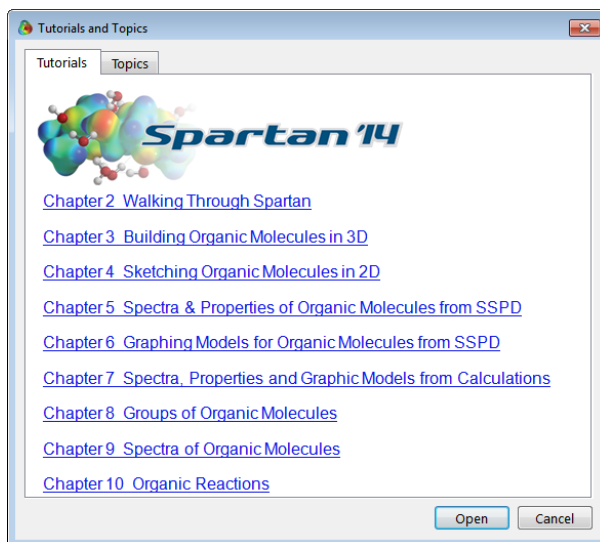 Tutorials and Topics
Tutorials
Topics
Spartan '14
Chapter 2 Walking Through Spartan
Chapter 3 Building Organic Molecules in 3D
Chapter 4 Sketching Organic Molecules in 2D
Chapter 5 Spectra & Properties of Organic Molecules from SSPD
Chapter 6 Graphing Models for Organic Molecules from SSPD
Chapter 7 Spectra, Properties and Graphic Models from Calculations
Chapter 8 Groups of Organic Molecules
Chapter 9 Spectra of Organic Molecules
Chapter 10 Organic Reactions
Open
Cancel